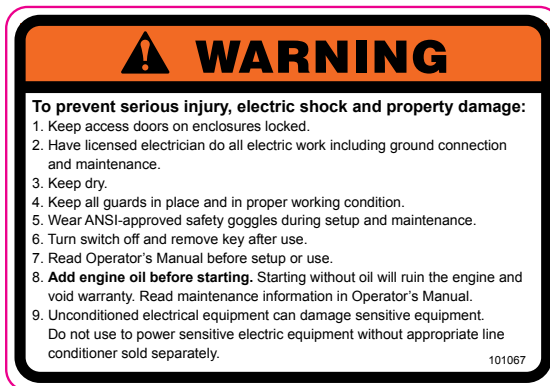 WARNING
To prevent serious injury, electric shock and property damage:
1. Keep access doors on enclosures locked.
2. Have licensed electrician do all electric work including ground connection
and maintenance.
3. Keep dry.
4. Keep all guards in place and in proper working condition.
5. Wear ANSI-approved safety goggles during setup and maintenance.
6. Turn switch off and remove key after use.
7. Read Operator’s Manual before setup or use.
8. Add engine oil before starting. Starting without oil will ruin the engine and
void warranty. Read maintenance information in Operator’s Manual.
9. Unconditioned electrical equipment can damage sensitive equipment.
Do not use to power sensitive electric equipment without appropriate line
conditioner sold separately.
101067